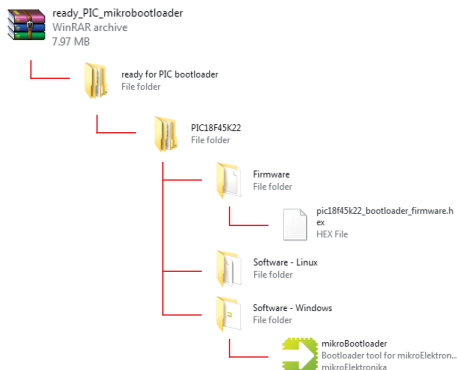 ready_PIC_mikrobootloader
WinRAR archive
7.97 MB
ready for PIC bootloader
File folder
PIC18F45K22
File folder
Firmware
File folder
pic18f45k22_bootloader_firmware.h
ex
HEX File
Software - Linux
File folder
Software - Windows
File folder
mikroBootloader
Bootloader tool for mikroElektron...
mikroElektronika